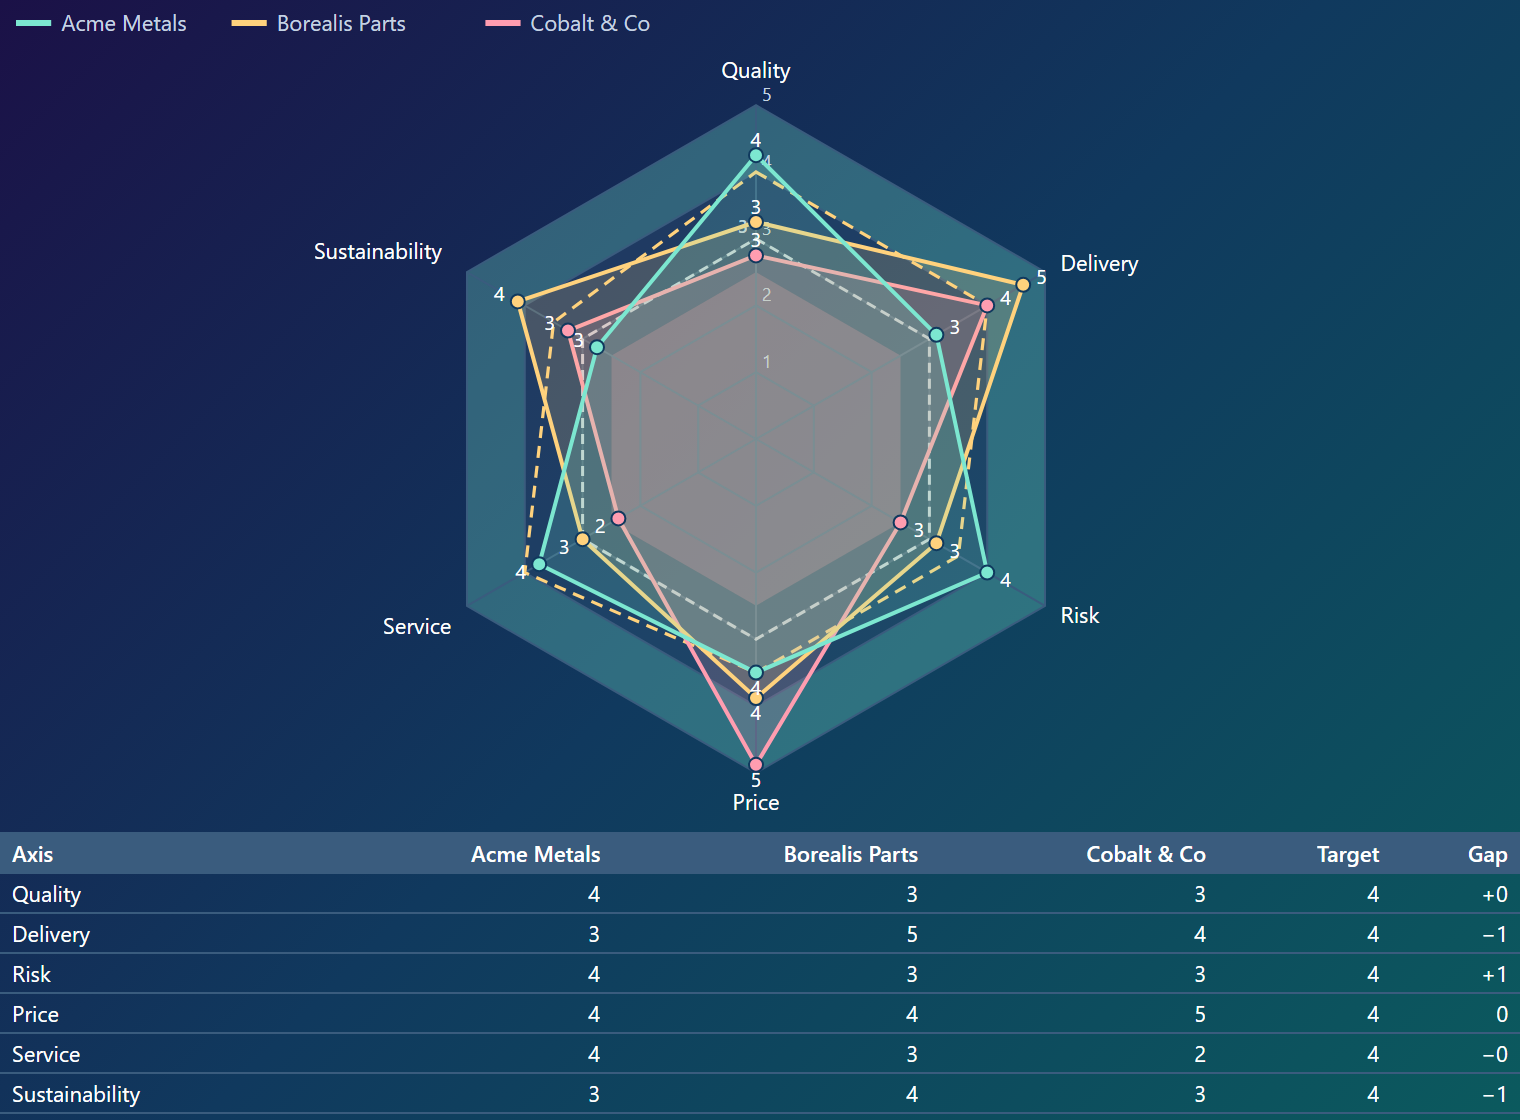 Acme Metals Borealis Parts Cobalt & Co
Quality
5
4
4
3
3 3
3
2
1
Sustainability
Delivery
4
5
4
3
3
3
2
3
4
3
3
4
4
Service
Risk
4
4
5
Price
Axis Acme Metals Borealis Parts Cobalt & Co Target Gap
Quality 4 3 3 4 +0
Delivery 3 5 4 4 −1
Risk 4 3 3 4 +1
Price 4 4 5 4 0
Service 4 3 2 4 −0
Sustainability 3 4 3 4 −1